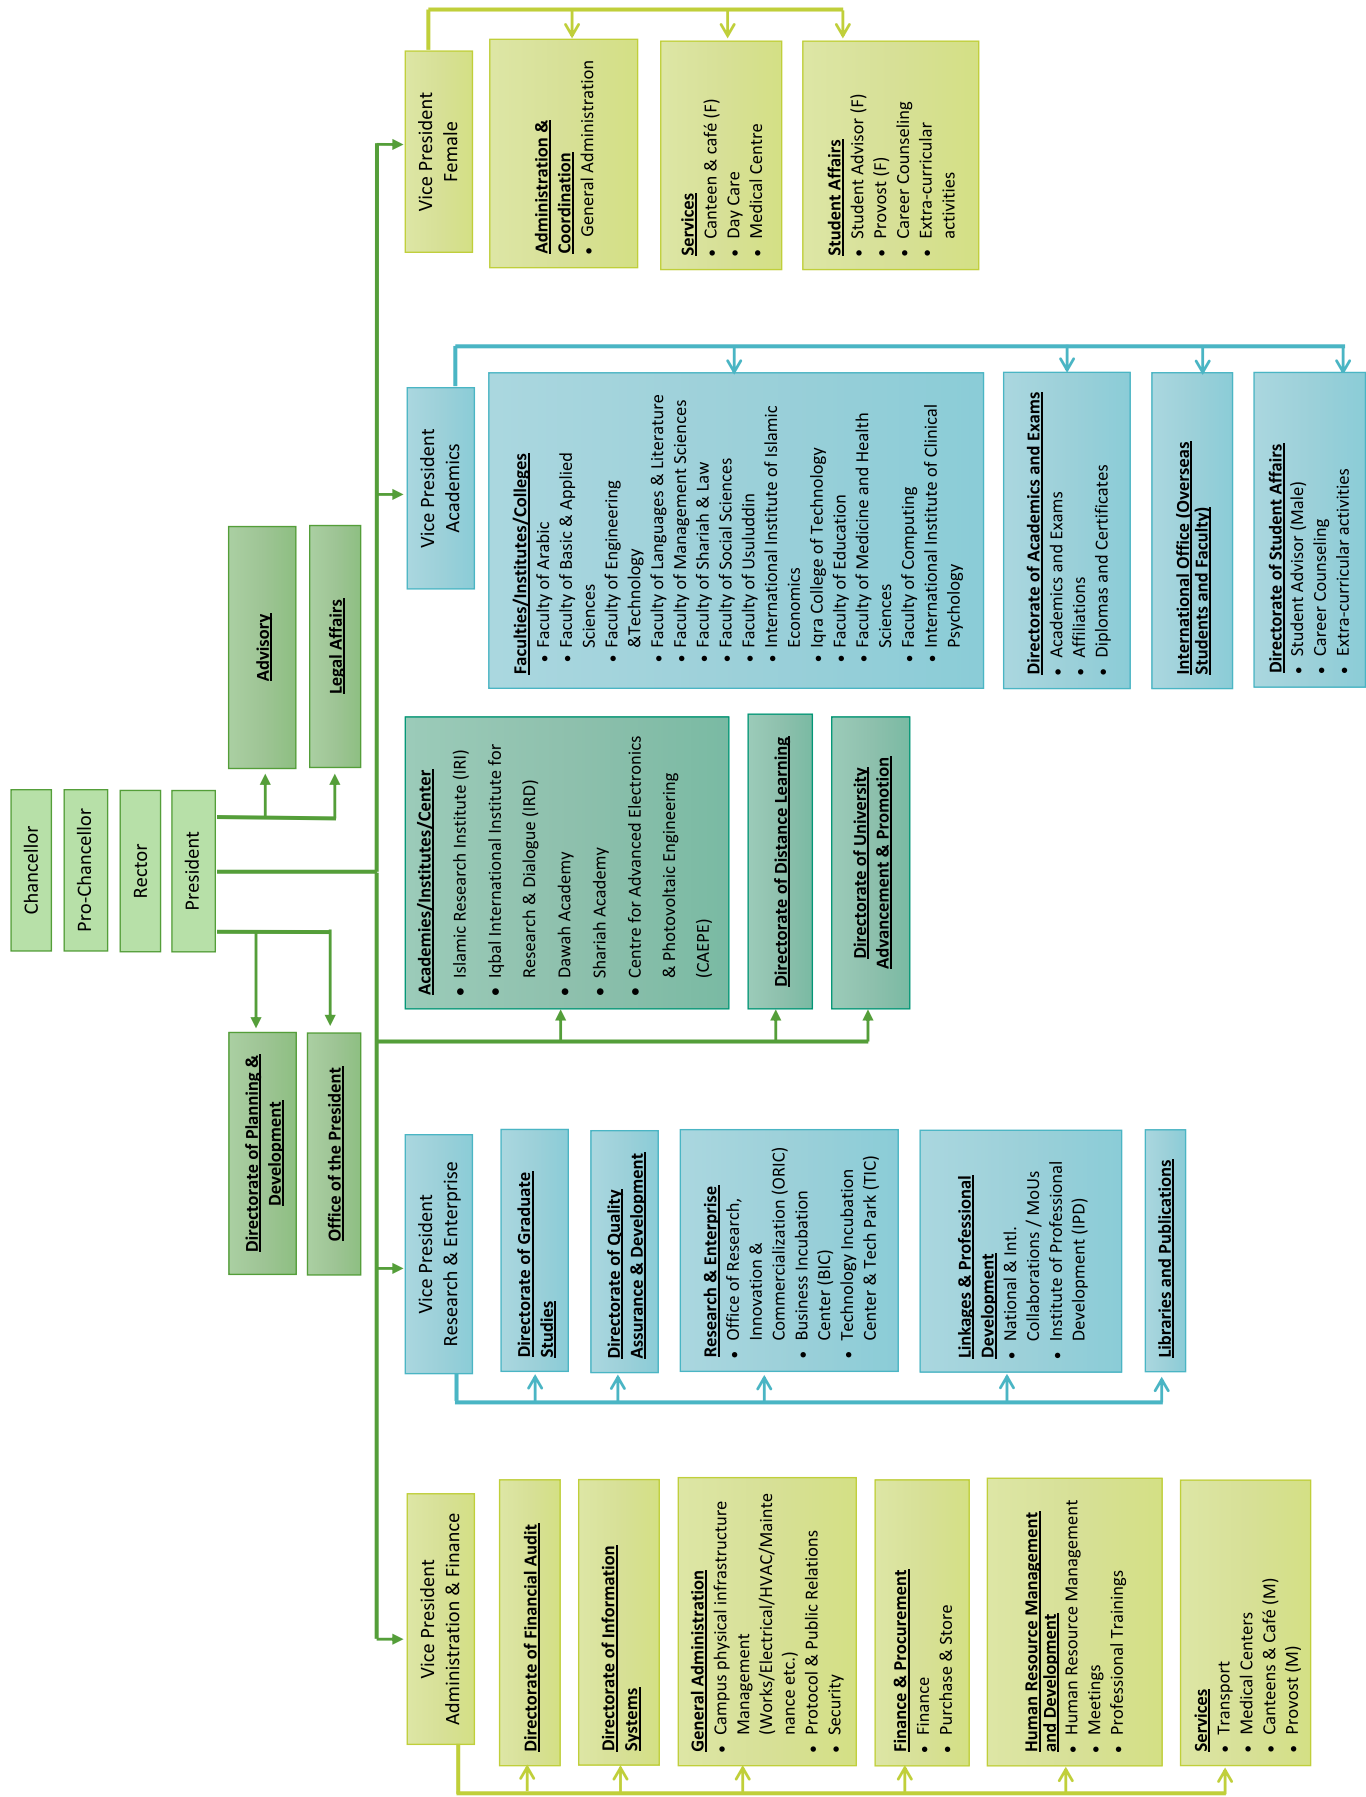 Chancellor
Pro-Chancellor
Rector
President
Directorate of Planning &
Development
Office of the President
Advisory
Legal Affairs
Vice President
Administration & Finance
Directorate of Financial Audit
Directorate of Information
Systems
General Administration
• Campus physical infrastructure
Management
(Works/Electrical/HVAC/Mainte
nance etc.)
• Protocol & Public Relations
• Security
Finance & Procurement
• Finance
• Purchase & Store
Human Resource Management
and Development
• Human Resource Management
• Meetings
• Professional Trainings
Services
• Transport
• Medical Centers
• Canteens & Café (M)
• Provost (M)
Vice President
Research & Enterprise
Directorate of Graduate
Studies
Directorate of Quality
Assurance & Development
Research & Enterprise
• Office of Research,
Innovation &
Commercialization (ORIC)
• Business Incubation
Center (BIC)
• Technology Incubation
Center & Tech Park (TIC)
Linkages & Professional
Development
• National & Intl.
Collaborations / MoUs
• Institute of Professional
Development (IPD)
Libraries and Publications
Academies/Institutes/Center
• Islamic Research Institute (IRI)
• Iqbal International Institute for
Research & Dialogue (IRD)
• Dawah Academy
• Shariah Academy
• Centre for Advanced Electronics
& Photovoltaic Engineering
(CAEPE)
Directorate of Distance Learning
Directorate of University
Advancement & Promotion
Vice President
Academics
Faculties/Institutes/Colleges
• Faculty of Arabic
• Faculty of Basic & Applied
Sciences
• Faculty of Engineering
&Technology
• Faculty of Languages & Literature
• Faculty of Management Sciences
• Faculty of Shariah & Law
• Faculty of Social Sciences
• Faculty of Usuluddin
• International Institute of Islamic
Economics
• Iqra College of Technology
• Faculty of Education
• Faculty of Medicine and Health
Sciences
• Faculty of Computing
• International Institute of Clinical
Psychology
Directorate of Academics and Exams
• Academics and Exams
• Affiliations
• Diplomas and Certificates
International Office (Overseas
Students and Faculty)
Directorate of Student Affairs
• Student Advisor (Male)
• Career Counseling
• Extra-curricular activities
Vice President
Female
Administration &
Coordination
• General Administration
Services
• Canteen & café (F)
• Day Care
• Medical Centre
Student Affairs
• Student Advisor (F)
• Provost (F)
• Career Counseling
• Extra-curricular
activities